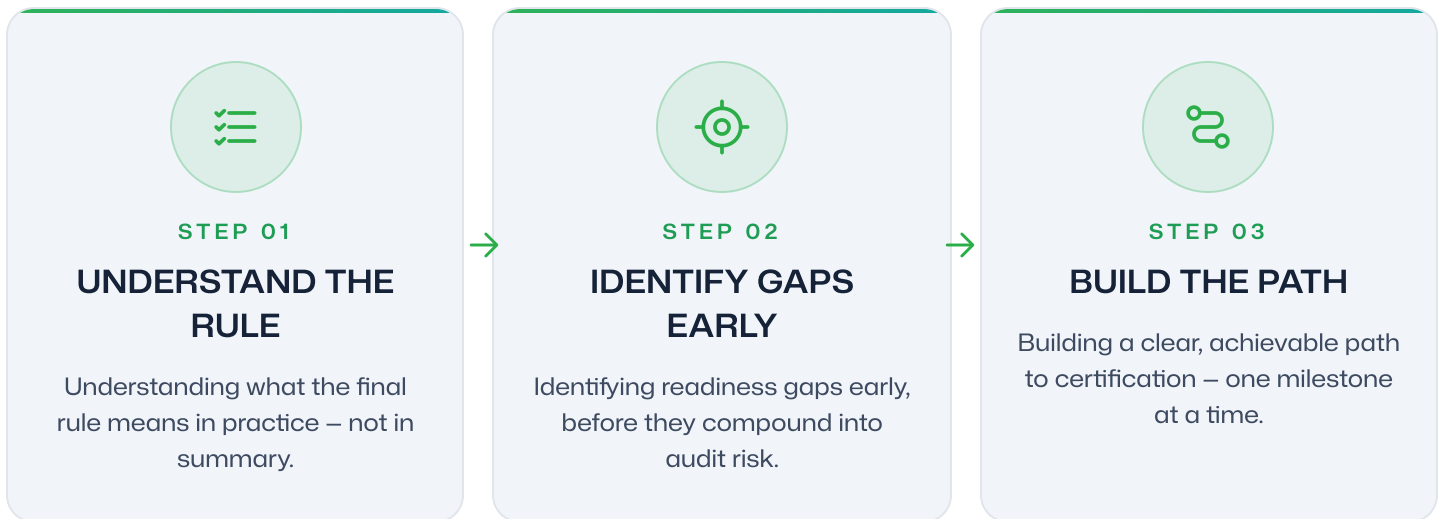 STEP 01
UNDERSTAND THE
RULE
Understanding what the final
rule means in practice – not in
summary.
STEP 02
IDENTIFY GAPS
EARLY
Identifying readiness gaps early,
before they compound into
audit risk.
STEP 03
BUILD THE PATH
Building a clear, achievable path
to certification – one milestone
at a time.